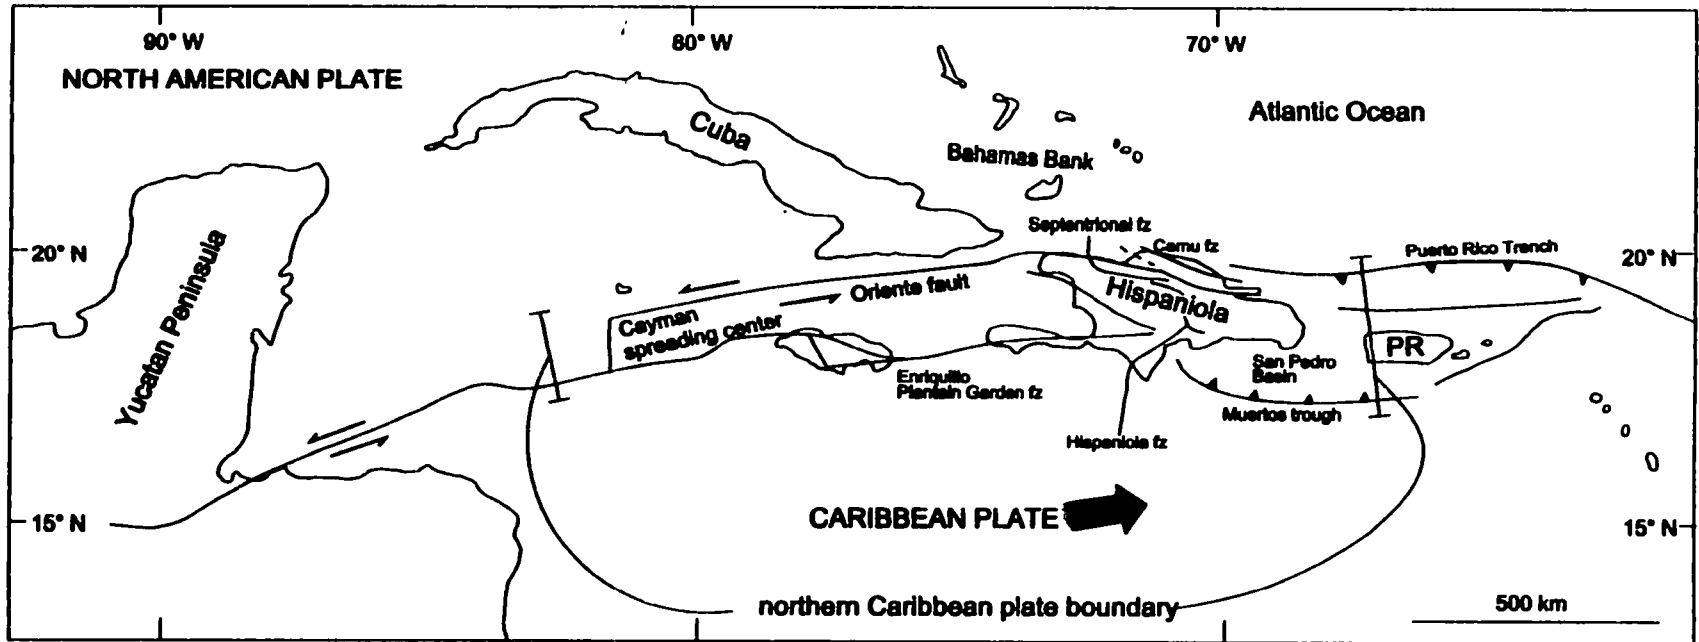 90° W
80° W
70° W
NORTH AMERICAN PLATE
Atlantic Ocean
Cuba
Bahamas Bank
Septentrional fz
Camu fz
Puerto Rico Trench
20° N
20° N
Yucatan Peninsula
Oriente fault
Hispaniola
Cayman
spreading center
PR
San Pedro
Basin
Enriquillo
Plantain Garden fz
Muertos trough
Hispaniola fz
15° N
CARIBBEAN PLATE
15° N
northern Caribbean plate boundary
500 km